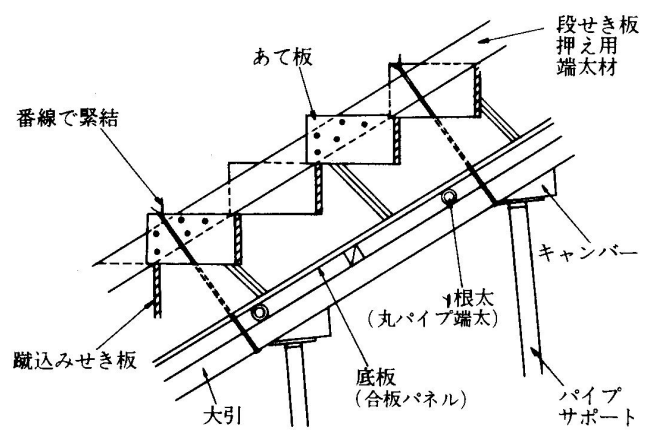 段せき板
押え用
端太材
あて板
番線で緊結
キャンバー
根太
(丸パイプ端太)
蹴込みせき板
底板
(合板パネル)
大引
パイプ
サポート